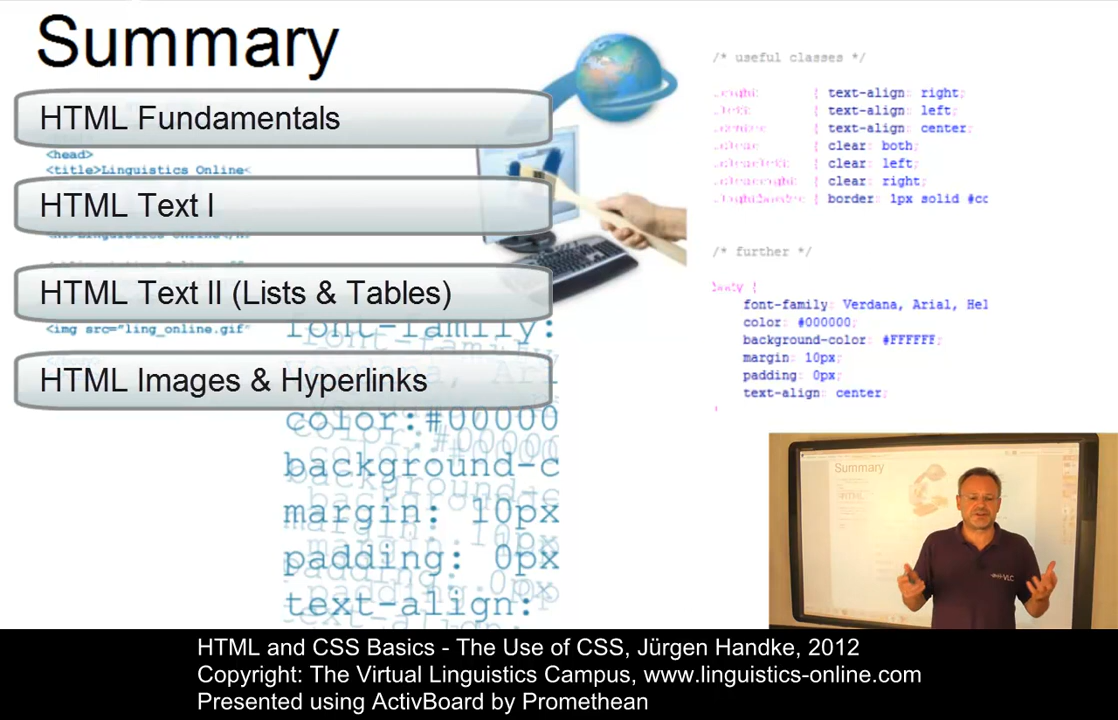 Summary
HTML Fundamentals
<head>
<title>Linguistics Online<
HTML Text I
HTML Text II (Lists & Tables)
<img src="ling_online.gif"
font-family:
HTML Images & Hyperlinks
color:#00000
background-c
margin: 10px
padding: 0px
text-align:
/* useful classes */
{ text-align: right;
{ text-align: left;
{ text-align: center;
{ clear: both;
{ clear: left;
{ clear: right;
{ border: 1px solid #cc
/* further */
body {
font-family: Verdana, Arial, Hel
color: #000000;
background-color: #FFFFFF;
margin: 10px;
padding: 0px;
text-align: center;
Summary
VLC
HTML and CSS Basics - The Use of CSS, Jürgen Handke, 2012
Copyright: The Virtual Linguistics Campus, www.linguistics-online.com
Presented using ActivBoard by Promethean